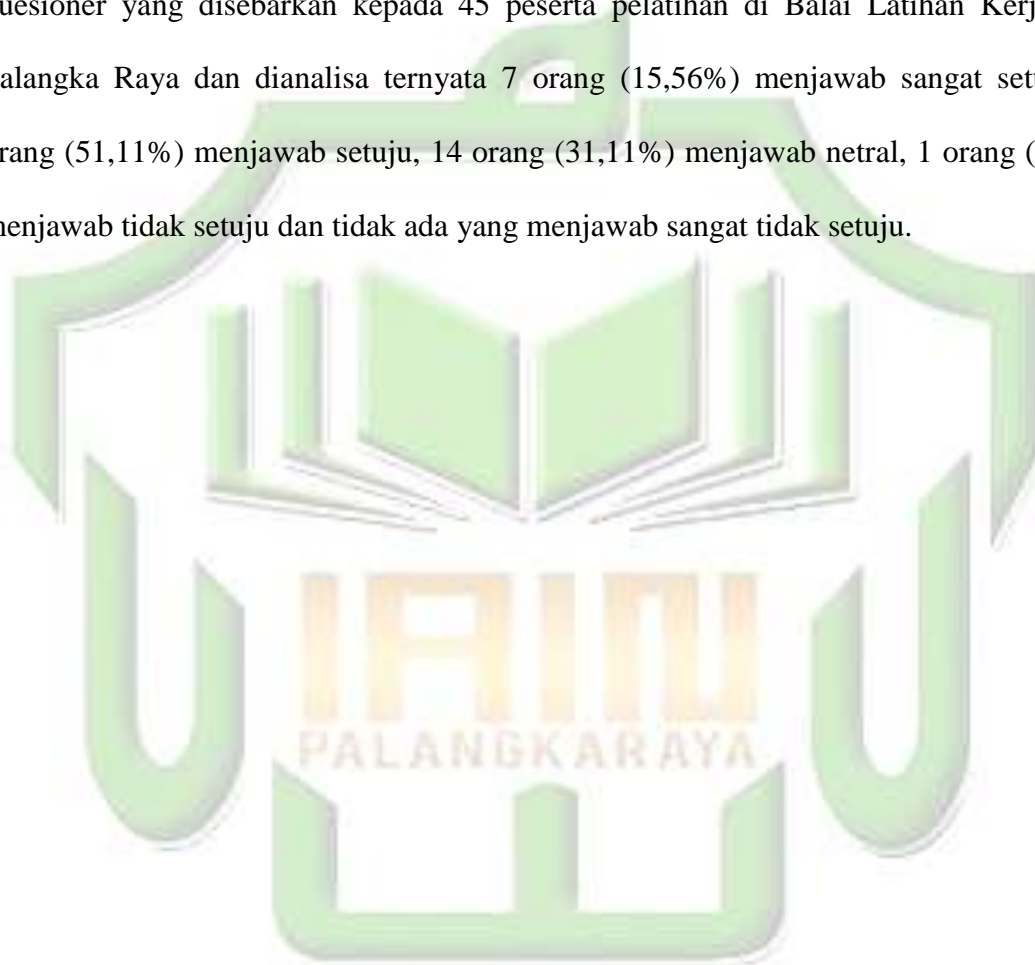 uesioner yang disebarkan kepada 45 peserta pelatihan di Balai Latihan Kerj
alangka Raya dan dianalisa ternyata 7 orang (15,56%) menjawab sangat setu
rang (51,11%) menjawab setuju, 14 orang (31,11%) menjawab netral, 1 orang (
menjawab tidak setuju dan tidak ada yang menjawab sangat tidak setuju.
IAIN
PALANGKARAYA